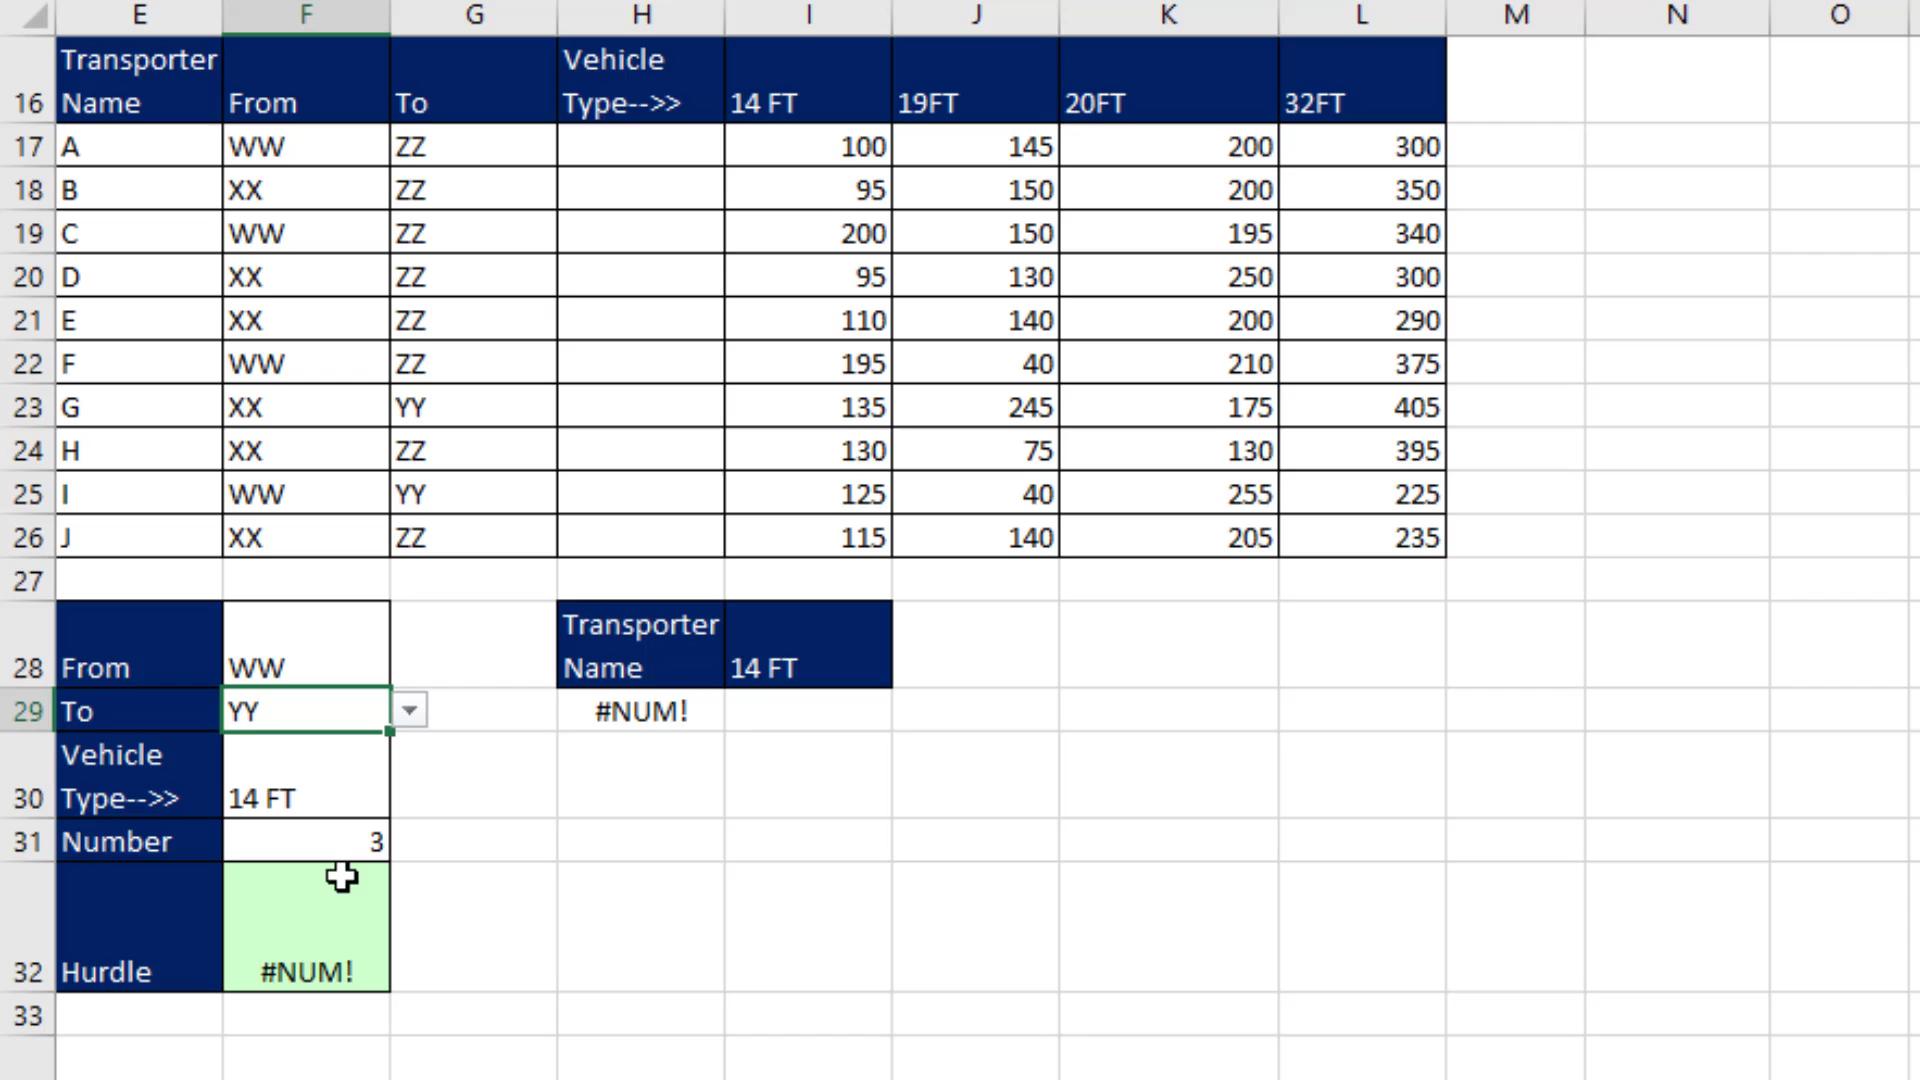 E F G H I J K L M N O
Transporter Vehicle
16 Name From To Type-->> 14 FT 19FT 20FT 32FT
17 A WW ZZ 100 145 200 300
18 B XX ZZ 95 150 200 350
19 C WW ZZ 200 150 195 340
20 D XX ZZ 95 130 250 300
21 E XX ZZ 110 140 200 290
22 F WW ZZ 195 40 210 375
23 G XX YY 135 245 175 405
24 H XX ZZ 130 75 130 395
25 I WW YY 125 40 255 225
26 J XX ZZ 115 140 205 235
27
Transporter
28 From WW Name 14 FT
29 To YY #NUM!
Vehicle
30 Type-->> 14 FT
31 Number 3
32 Hurdle #NUM!
33